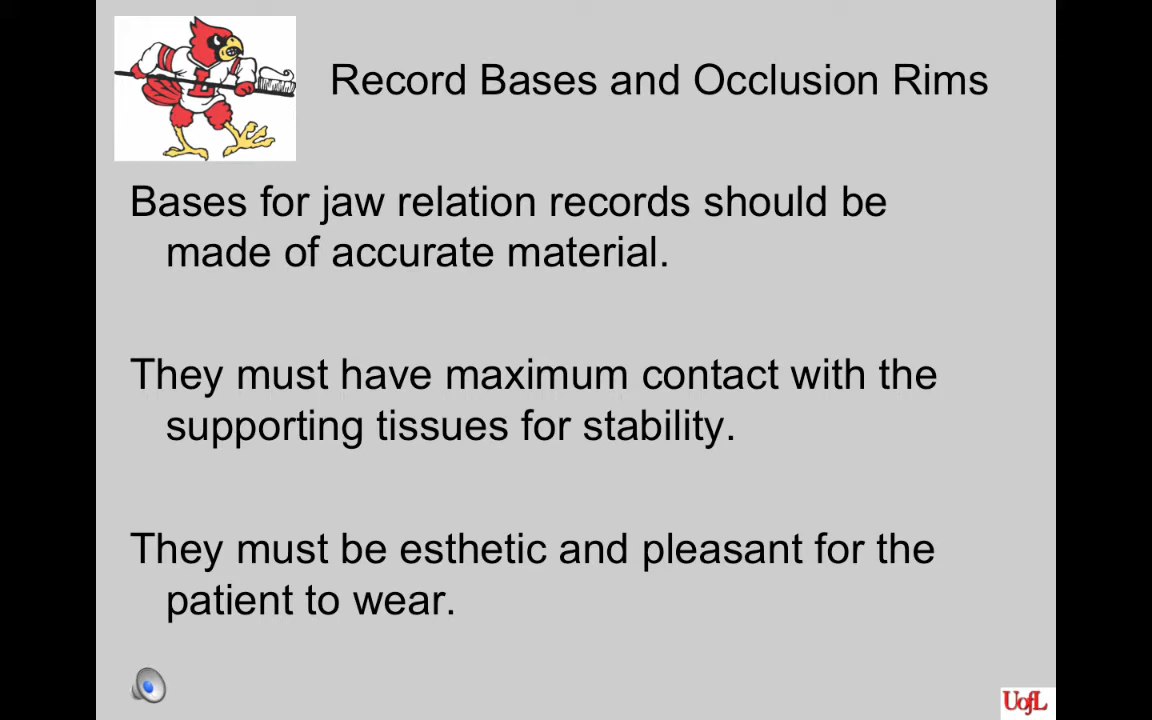 Record Bases and Occlusion Rims
Bases for jaw relation records should be
made of accurate material.
They must have maximum contact with the
supporting tissues for stability.
They must be esthetic and pleasant for the
patient to wear.
UofL